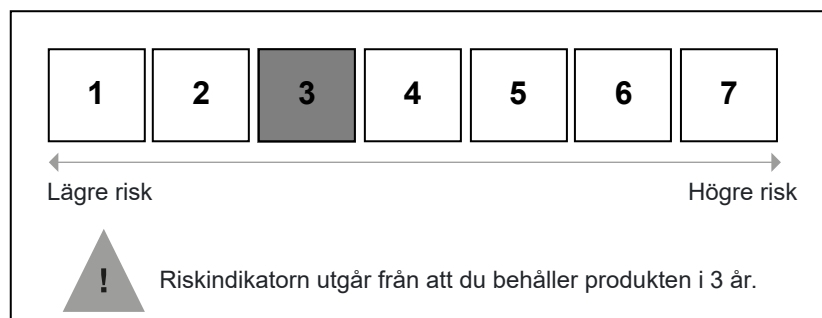 1 2 3 4 5 6 7
Lägre risk Högre risk
! Riskindikatorn utgår från att du behåller produkten i 3 år.